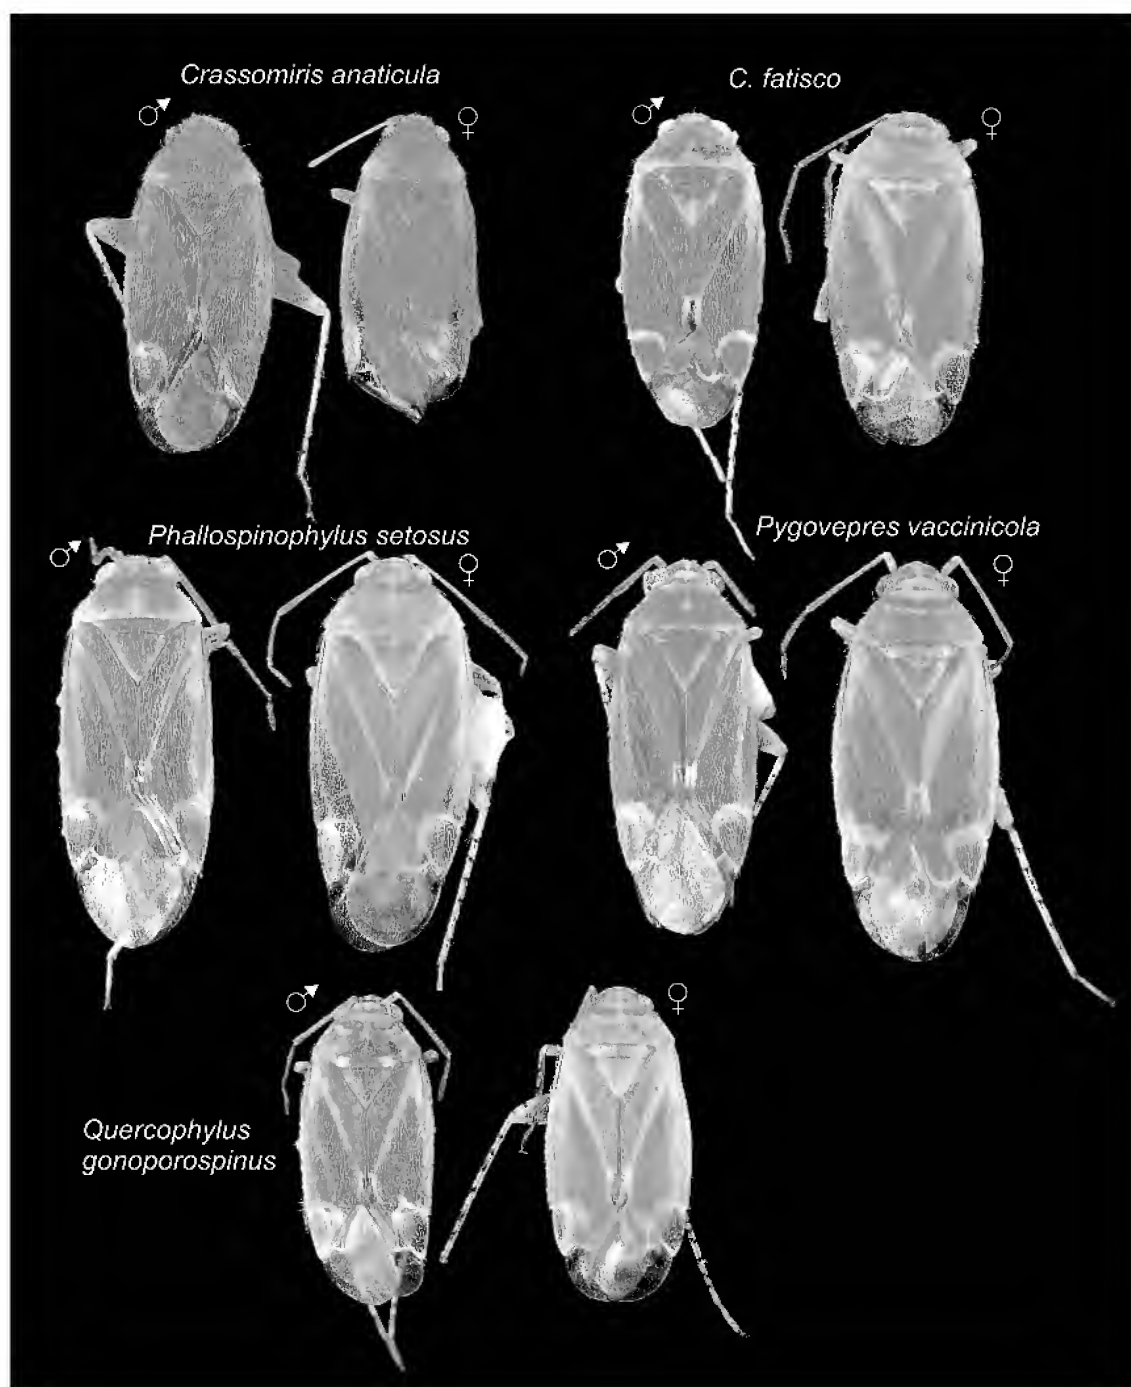 Crassomiris anaticula
C. fatisco
♂ ♀ ♂ ♀
Phallospinophylus setosus
Pygovepres vaccinicola
♂ ♀ ♂ ♀
♂ ♀
Quercophylus
gonoporospinus